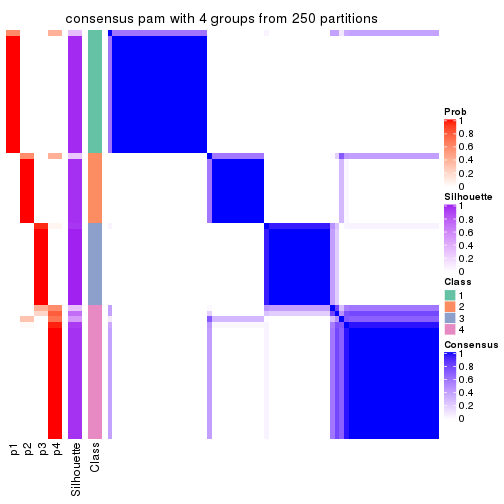 consensus pam with 4 groups from 250 partitions
Prob
1
0.8
0.6
0.4
0.2
0
Silhouette
1
0.8
0.6
0.4
0.2
0
Class
1
2
3
4
Consensus
1
0.8
0.6
0.4
0.2
0
p1
p2
p3
p4
Silhouette
Class